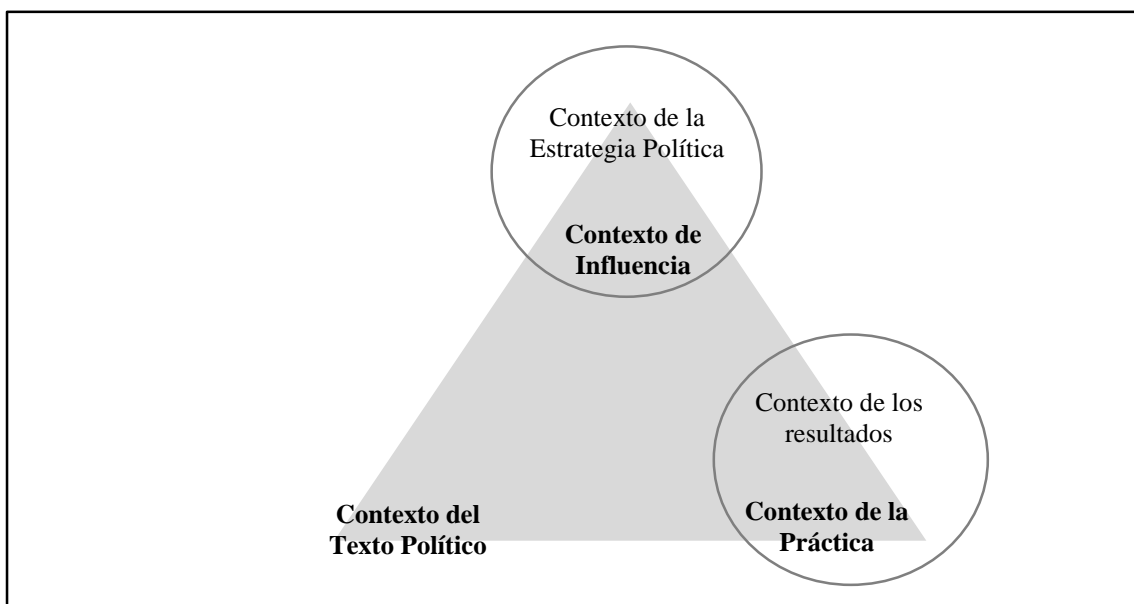 Contexto de la
Estrategia Política
Contexto de
Influencia
Contexto de los
resultados
Contexto del
Texto Político
Contexto de la
Práctica